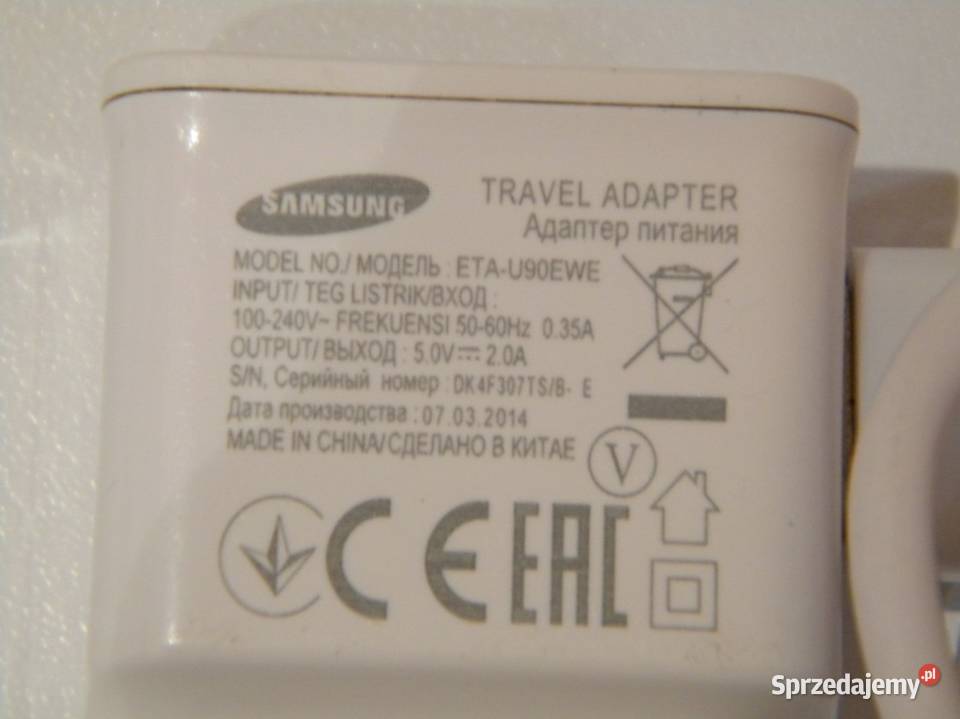 SAMSUNG
TRAVEL ADAPTER
Адаптер питания
MODEL NO./ МОДЕЛЬ : ETA-U90EWE
INPUT/ TEG LISTRIK/ВХОД :
100-240V~ FREKUENSI 50-60Hz 0.35A
OUTPUT/ ВЫХОД : 5.0V⎓ 2.0A
S/N, Серийный номер : DK4F307TS/B- E
Дата производства : 07.03.2014
MADE IN CHINA/СДЕЛАНО В КИТАЕ
V
CE EAC
Sprzedajemy.pl